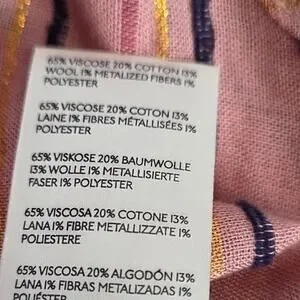 65% VISCOSE 20% COTTON 13%
WOOL 1% METALIZED FIBERS 1%
POLYESTER
65% VISCOSE 20% COTON 13%
LAINE 1% FIBRES MÉTALLISÉES 1%
POLYESTER
65% VISKOSE 20% BAUMWOLLE
13% WOLLE 1% METALLISIERTE
FASER 1% POLYESTER
65% VISCOSA 20% COTONE 13%
LANA 1% FIBRE METALLIZZATE 1%
POLIESTERE
65% VISCOSA 20% ALGODÓN 13%
LANA 1% FIBRAS METALIZADAS 1%
POLIÉSTER